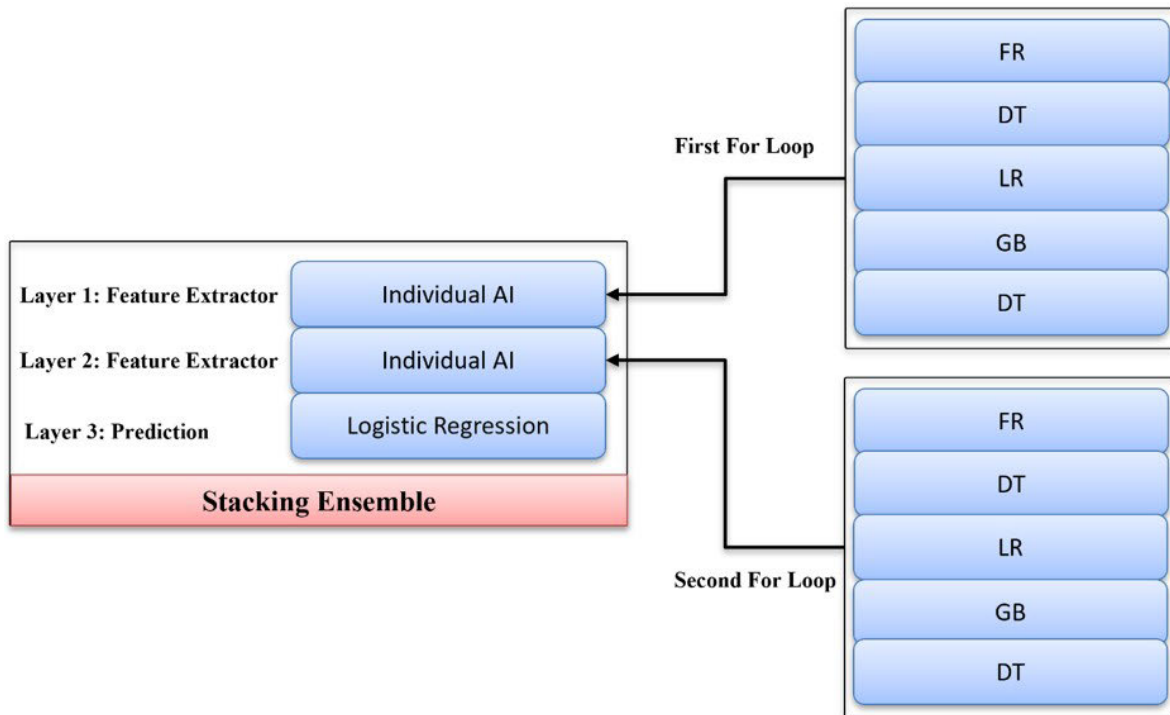 FR
DT
First For Loop
LR
GB
DT
Layer 1: Feature Extractor
Individual AI
Layer 2: Feature Extractor
Individual AI
Layer 3: Prediction
Logistic Regression
Stacking Ensemble
FR
DT
LR
Second For Loop
GB
DT